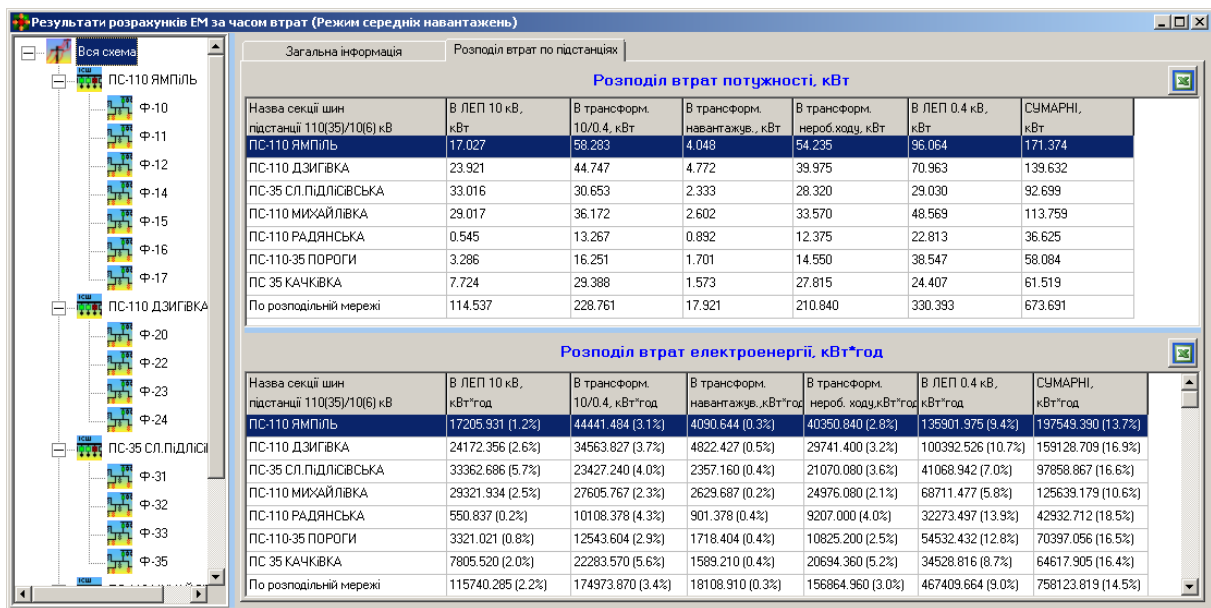 Результати розрахунків ЕМ за часом втрат (Режим середніх навантажень)
Вся схема
ІСШ ПС-110 ЯМПіЛЬ
Ф-10
Ф-11
Ф-12
Ф-14
Ф-15
Ф-16
Ф-17
ІСШ ПС-110 ДЗИГіВКА
Ф-20
Ф-22
Ф-23
Ф-24
ІСШ ПС-35 СЛ.ПіДЛіСі
Ф-31
Ф-32
Ф-33
Ф-35
ІСШ
Загальна інформація Розподіл втрат по підстанціях
Розподіл втрат потужності, кВт
Назва секції шин В ЛЕП 10 кВ, В трансформ. В трансформ. В трансформ. В ЛЕП 0.4 кВ, СУМАРНІ,
підстанції 110(35)/10(6) кВ кВт 10/0.4, кВт навантажув., кВт нероб.ходу, кВт кВт кВт
ПС-110 ЯМПіЛЬ 17.027 58.283 4.048 54.235 96.064 171.374
ПС-110 ДЗИГіВКА 23.921 44.747 4.772 39.975 70.963 139.632
ПС-35 СЛ.ПіДЛіСіВСЬКА 33.016 30.653 2.333 28.320 29.030 92.699
ПС-110 МИХАЙЛіВКА 29.017 36.172 2.602 33.570 48.569 113.759
ПС-110 РАДЯНСЬКА 0.545 13.267 0.892 12.375 22.813 36.625
ПС-110-35 ПОРОГИ 3.286 16.251 1.701 14.550 38.547 58.084
ПС 35 КАЧКіВКА 7.724 29.388 1.573 27.815 24.407 61.519
По розподільній мережі 114.537 228.761 17.921 210.840 330.393 673.691
Розподіл втрат електроенергії, кВт*год
Назва секції шин В ЛЕП 10 кВ, В трансформ. В трансформ. В трансформ. В ЛЕП 0.4 кВ, СУМАРНІ,
підстанції 110(35)/10(6) кВ кВт*год 10/0.4, кВт*год навантажув.,кВт*год нероб. ходу,кВт*год кВт*год кВт*год
ПС-110 ЯМПіЛЬ 17205.931 (1.2%) 44441.484 (3.1%) 4090.644 (0.3%) 40350.840 (2.8%) 135901.975 (9.4%) 197549.390 (13.7%)
ПС-110 ДЗИГіВКА 24172.356 (2.6%) 34563.827 (3.7%) 4822.427 (0.5%) 29741.400 (3.2%) 100392.526 (10.7%) 159128.709 (16.9%)
ПС-35 СЛ.ПіДЛіСіВСЬКА 33362.686 (5.7%) 23427.240 (4.0%) 2357.160 (0.4%) 21070.080 (3.6%) 41068.942 (7.0%) 97858.867 (16.6%)
ПС-110 МИХАЙЛіВКА 29321.934 (2.5%) 27605.767 (2.3%) 2629.687 (0.2%) 24976.080 (2.1%) 68711.477 (5.8%) 125639.179 (10.6%)
ПС-110 РАДЯНСЬКА 550.837 (0.2%) 10108.378 (4.3%) 901.378 (0.4%) 9207.000 (4.0%) 32273.497 (13.9%) 42932.712 (18.5%)
ПС-110-35 ПОРОГИ 3321.021 (0.8%) 12543.604 (2.9%) 1718.404 (0.4%) 10825.200 (2.5%) 54532.432 (12.8%) 70397.056 (16.5%)
ПС 35 КАЧКіВКА 7805.520 (2.0%) 22283.570 (5.6%) 1589.210 (0.4%) 20694.360 (5.2%) 34528.816 (8.7%) 64617.905 (16.4%)
По розподільній мережі 115740.285 (2.2%) 174973.870 (3.4%) 18108.910 (0.3%) 156864.960 (3.0%) 467409.664 (9.0%) 758123.819 (14.5%)